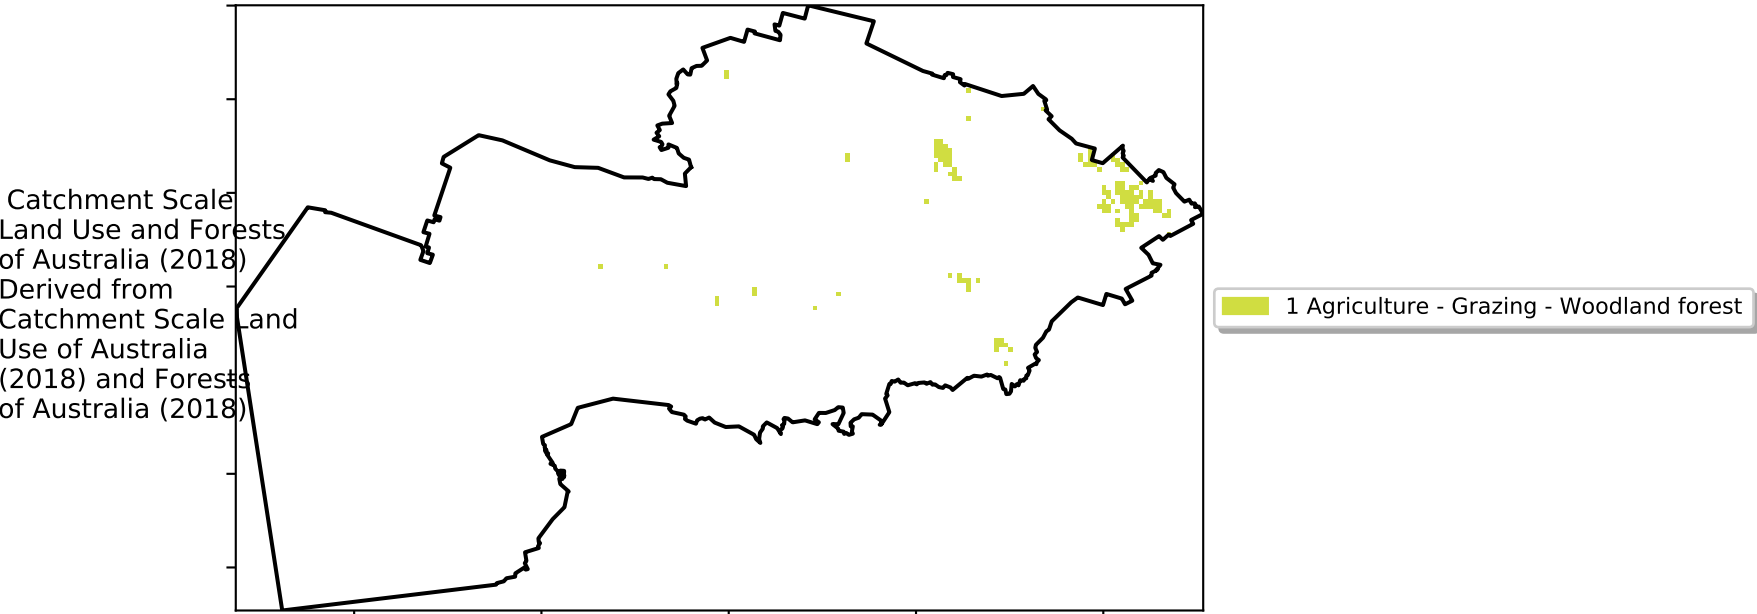 Catchment Scale
Land Use and Forests
of Australia (2018)
Derived from
Catchment Scale Land
Use of Australia
(2018) and Forests
of Australia (2018)
1 Agriculture - Grazing - Woodland forest